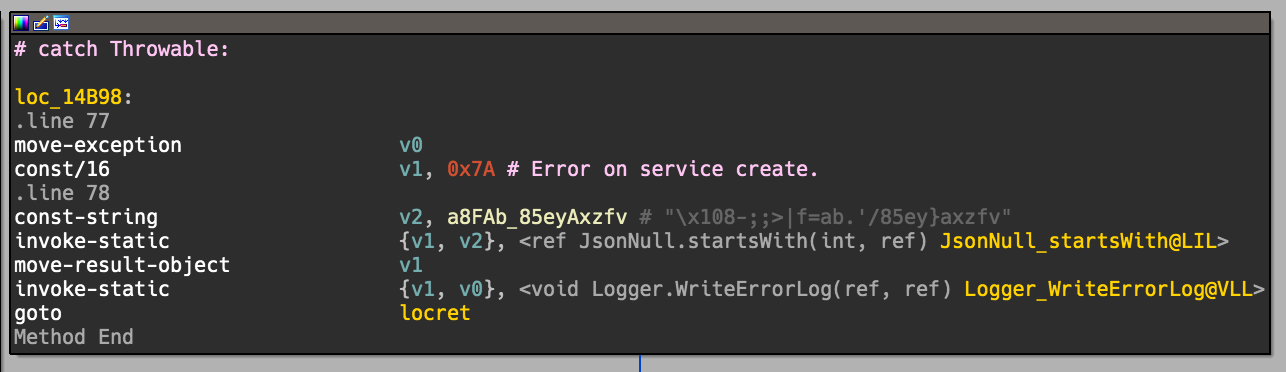 # catch Throwable:
loc_14B98:
.line 77
move-exception v0
const/16 v1, 0x7A # Error on service create.
.line 78
const-string v2, a8FAb_85eyAxzfv # "\x108-;;>|f=ab.'/85ey}axzfv"
invoke-static {v1, v2}, <ref JsonNull.startsWith(int, ref) JsonNull_startsWith@LIL>
move-result-object v1
invoke-static {v1, v0}, <void Logger.WriteErrorLog(ref, ref) Logger_WriteErrorLog@VLL>
goto locret
Method End